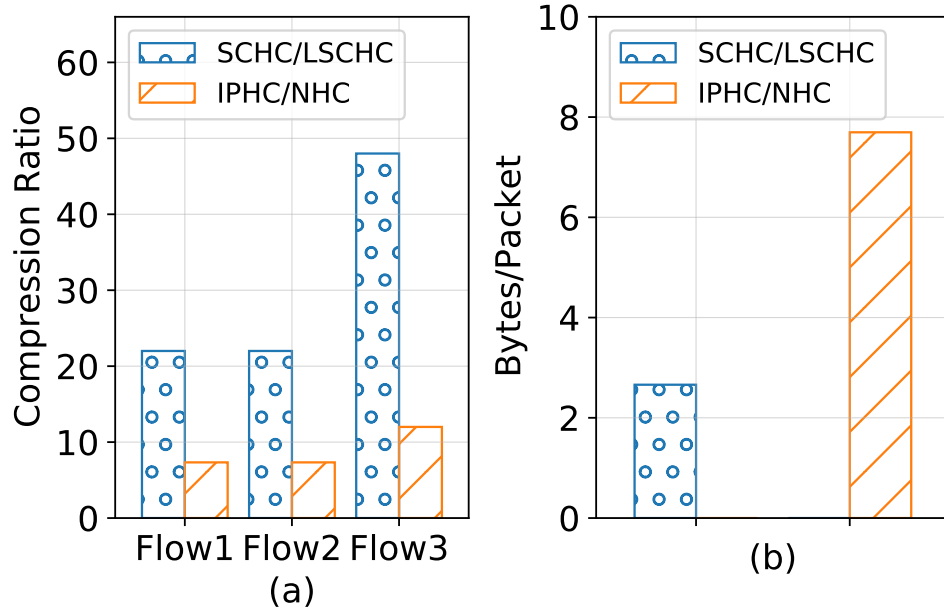 Compression Ratio
60
50
40
30
20
10
0
SCHC/LSCHC
IPHC/NHC
Flow1 Flow2 Flow3
(a)
Bytes/Packet
10
8
6
4
2
0
SCHC/LSCHC
IPHC/NHC
(b)